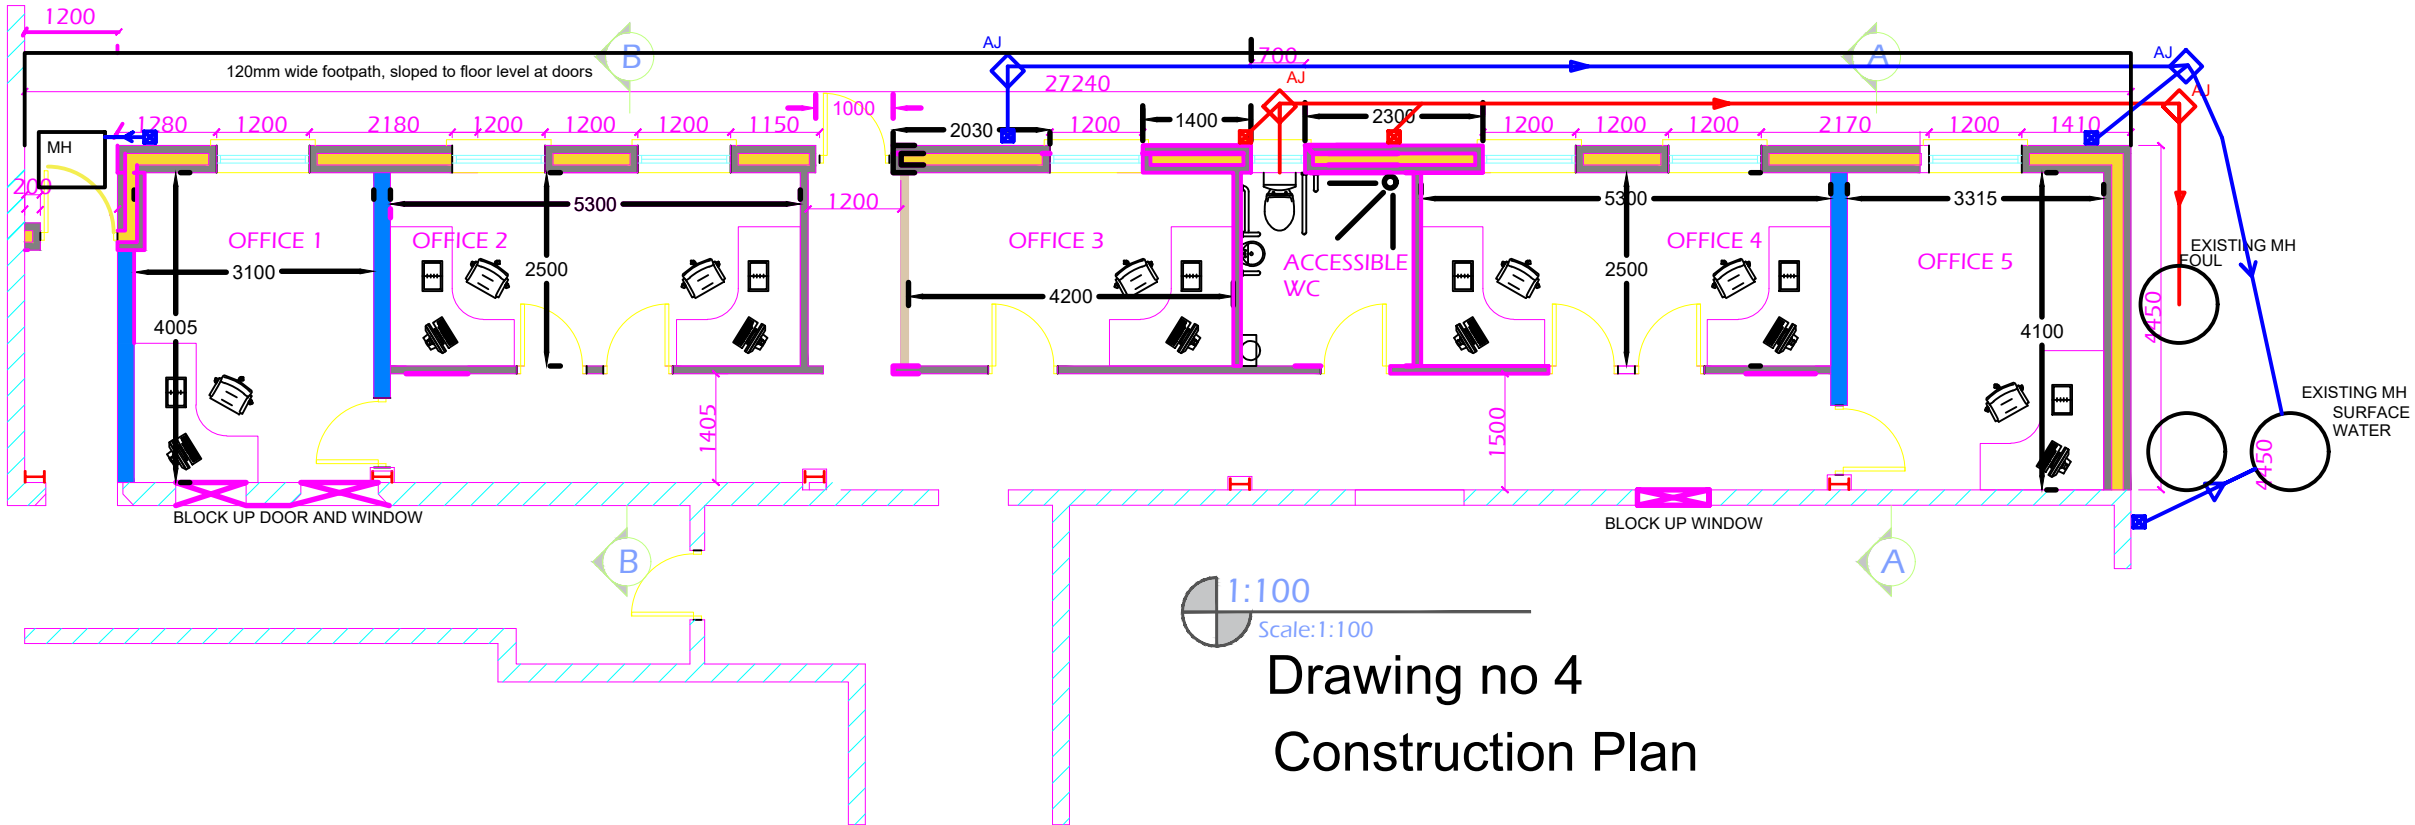 1200
AJ
B
700
A
AJ
120mm wide footpath, sloped to floor level at doors
AJ
27240
AJ
1000
1280
1200
2180
1200
1200
1200
1150
2030
1200
1400
2300
1200
1200
1200
2170
1200
1410
MH
200
5300
1200
5300
3315
OFFICE 1
OFFICE 2
OFFICE 3
OFFICE 4
EXISTING MH
FOUL
3100
2500
ACCESSIBLE
WC
2500
OFFICE 5
4200
4005
4100
4450
EXISTING MH
SURFACE
WATER
1405
1500
4450
BLOCK UP DOOR AND WINDOW
BLOCK UP WINDOW
B
A
1:100
Scale:1:100
Drawing no 4
Construction Plan